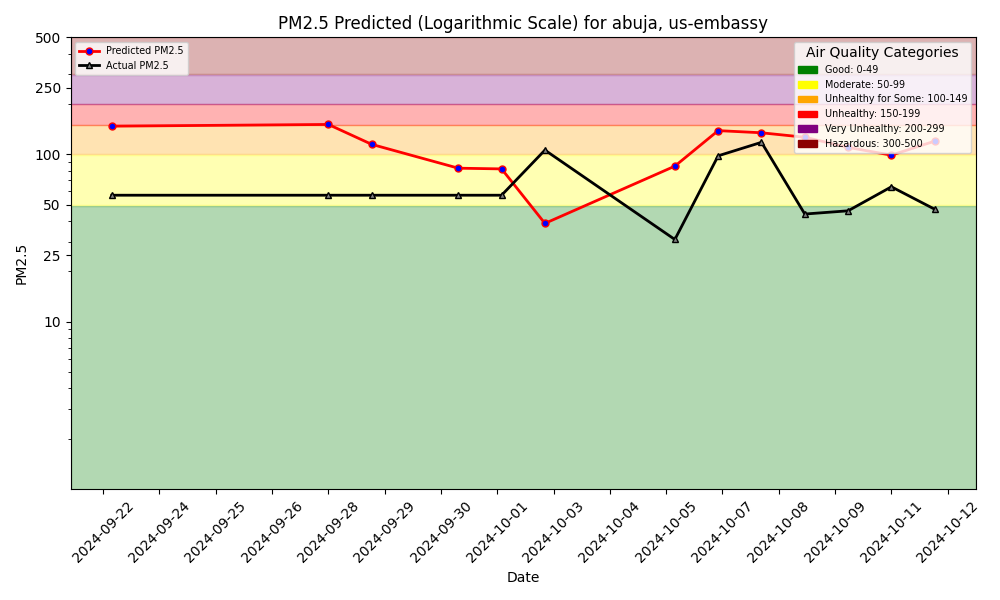 PM2.5 Predicted (Logarithmic Scale) for abuja, us-embassy
500
250
100
50
25
10
PM2.5
Predicted PM2.5
Actual PM2.5
Air Quality Categories
Good: 0-49
Moderate: 50-99
Unhealthy for Some: 100-149
Unhealthy: 150-199
Very Unhealthy: 200-299
Hazardous: 300-500
2024-09-22
2024-09-24
2024-09-25
2024-09-26
2024-09-28
2024-09-29
2024-09-30
2024-10-01
2024-10-03
2024-10-04
2024-10-05
2024-10-07
2024-10-08
2024-10-09
2024-10-11
2024-10-12
Date